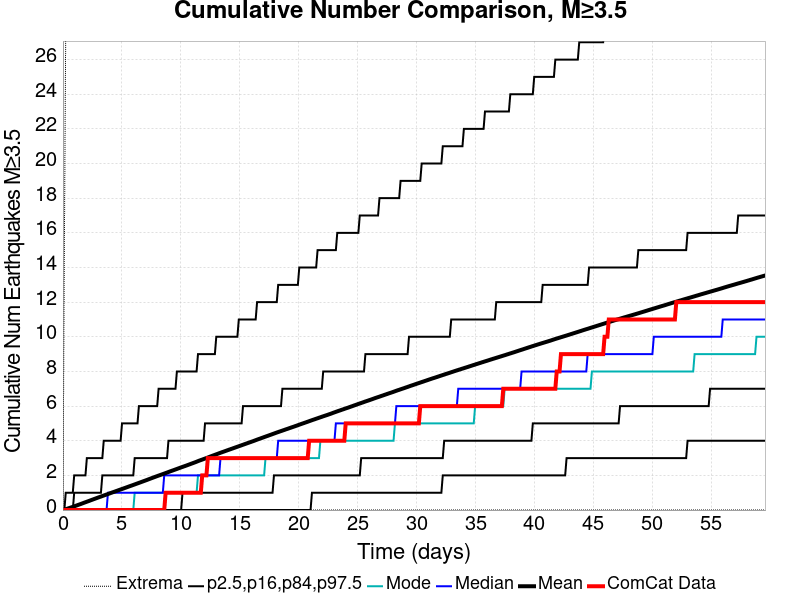 Cumulative Number Comparison, M≥3.5
Cumulative Num Earthquakes M≥3.5
26
24
22
20
18
16
14
12
10
8
6
4
2
0
0 5 10 15 20 25 30 35 40 45 50 55
Time (days)
Extrema p2.5,p16,p84,p97.5 Mode Median Mean ComCat Data